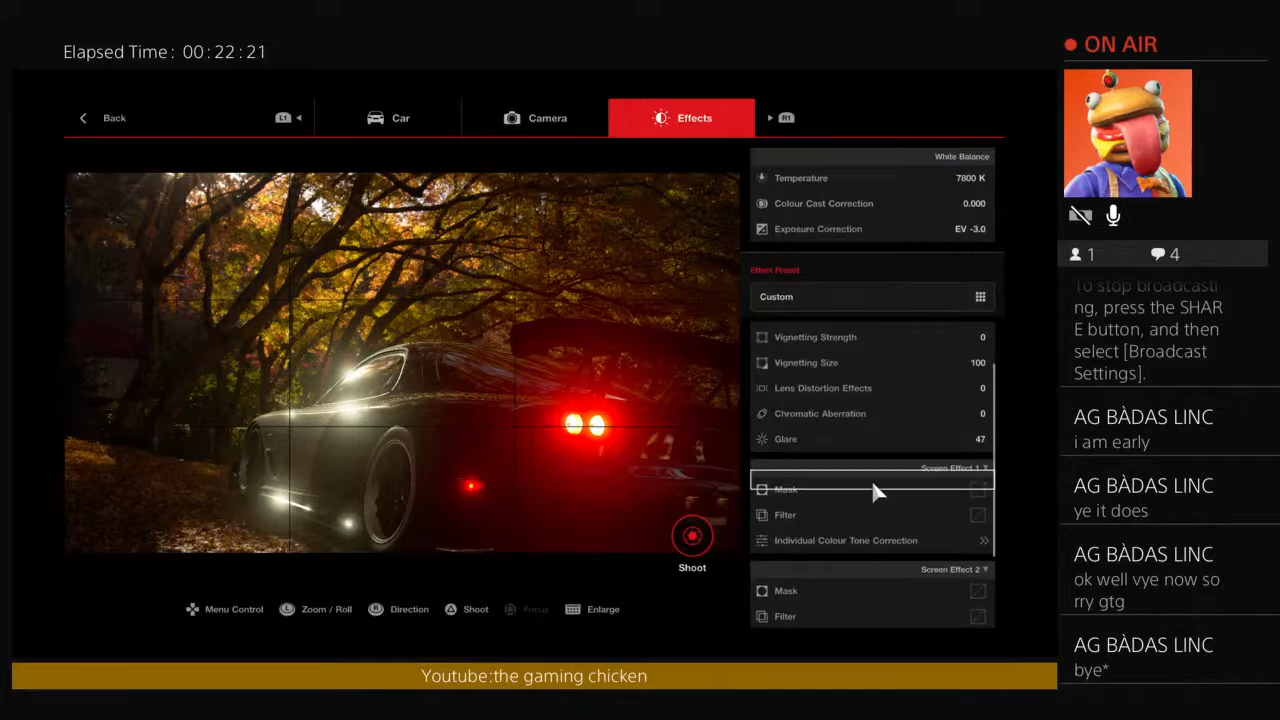 Elapsed Time: 00:22:21
ON AIR
Back
L1
Car
Camera
Effects
R1
White Balance
Temperature 7800 K
Colour Cast Correction 0.000
Exposure Correction EV -3.0
Effect Preset
Custom
Vignetting Strength 0
Vignetting Size 100
Lens Distortion Effects 0
Chromatic Aberration 0
Glare 47
Screen Effect 1
Mask
Filter
Individual Colour Tone Correction
Screen Effect 2
Mask
Filter
Shoot
Menu Control
L Zoom / Roll
R Direction
Shoot
Focus
Enlarge
Youtube:the gaming chicken
1 4
To stop broadcasti
ng, press the SHAR
E button, and then
select [Broadcast
Settings].
AG BÀDAS LINC
i am early
AG BÀDAS LINC
ye it does
AG BÀDAS LINC
ok well vye now so
rry gtg
AG BÀDAS LINC
bye*